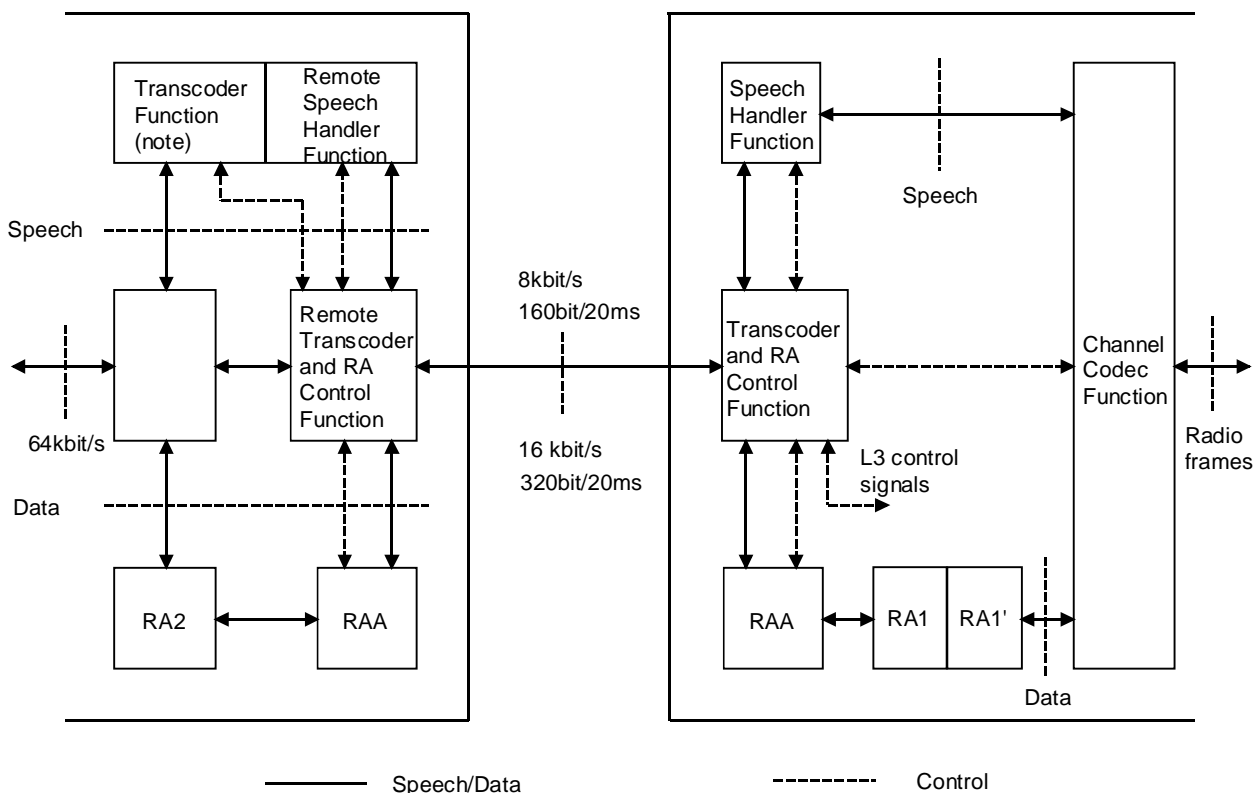 Transcoder
Function
(note)
Remote
Speech
Handler
Function
Speech
Handler
Function
Speech
Speech
8kbit/s
160bit/20ms
Remote
Transcoder
and RA
Control
Function
Transcoder
and RA
Control
Function
Channel
Codec
Function
64kbit/s
16 kbit/s
320bit/20ms
Radio
frames
L3 control
signals
Data
RA2
RAA
RAA
RA1
RA1'
Data
Speech/Data
Control